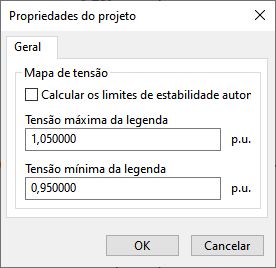 Propriedades do projeto
Geral
Mapa de tensão
Calcular os limites de estabilidade autor
Tensão máxima da legenda
1,050000 p.u.
Tensão mínima da legenda
0,950000 p.u.
OK Cancelar